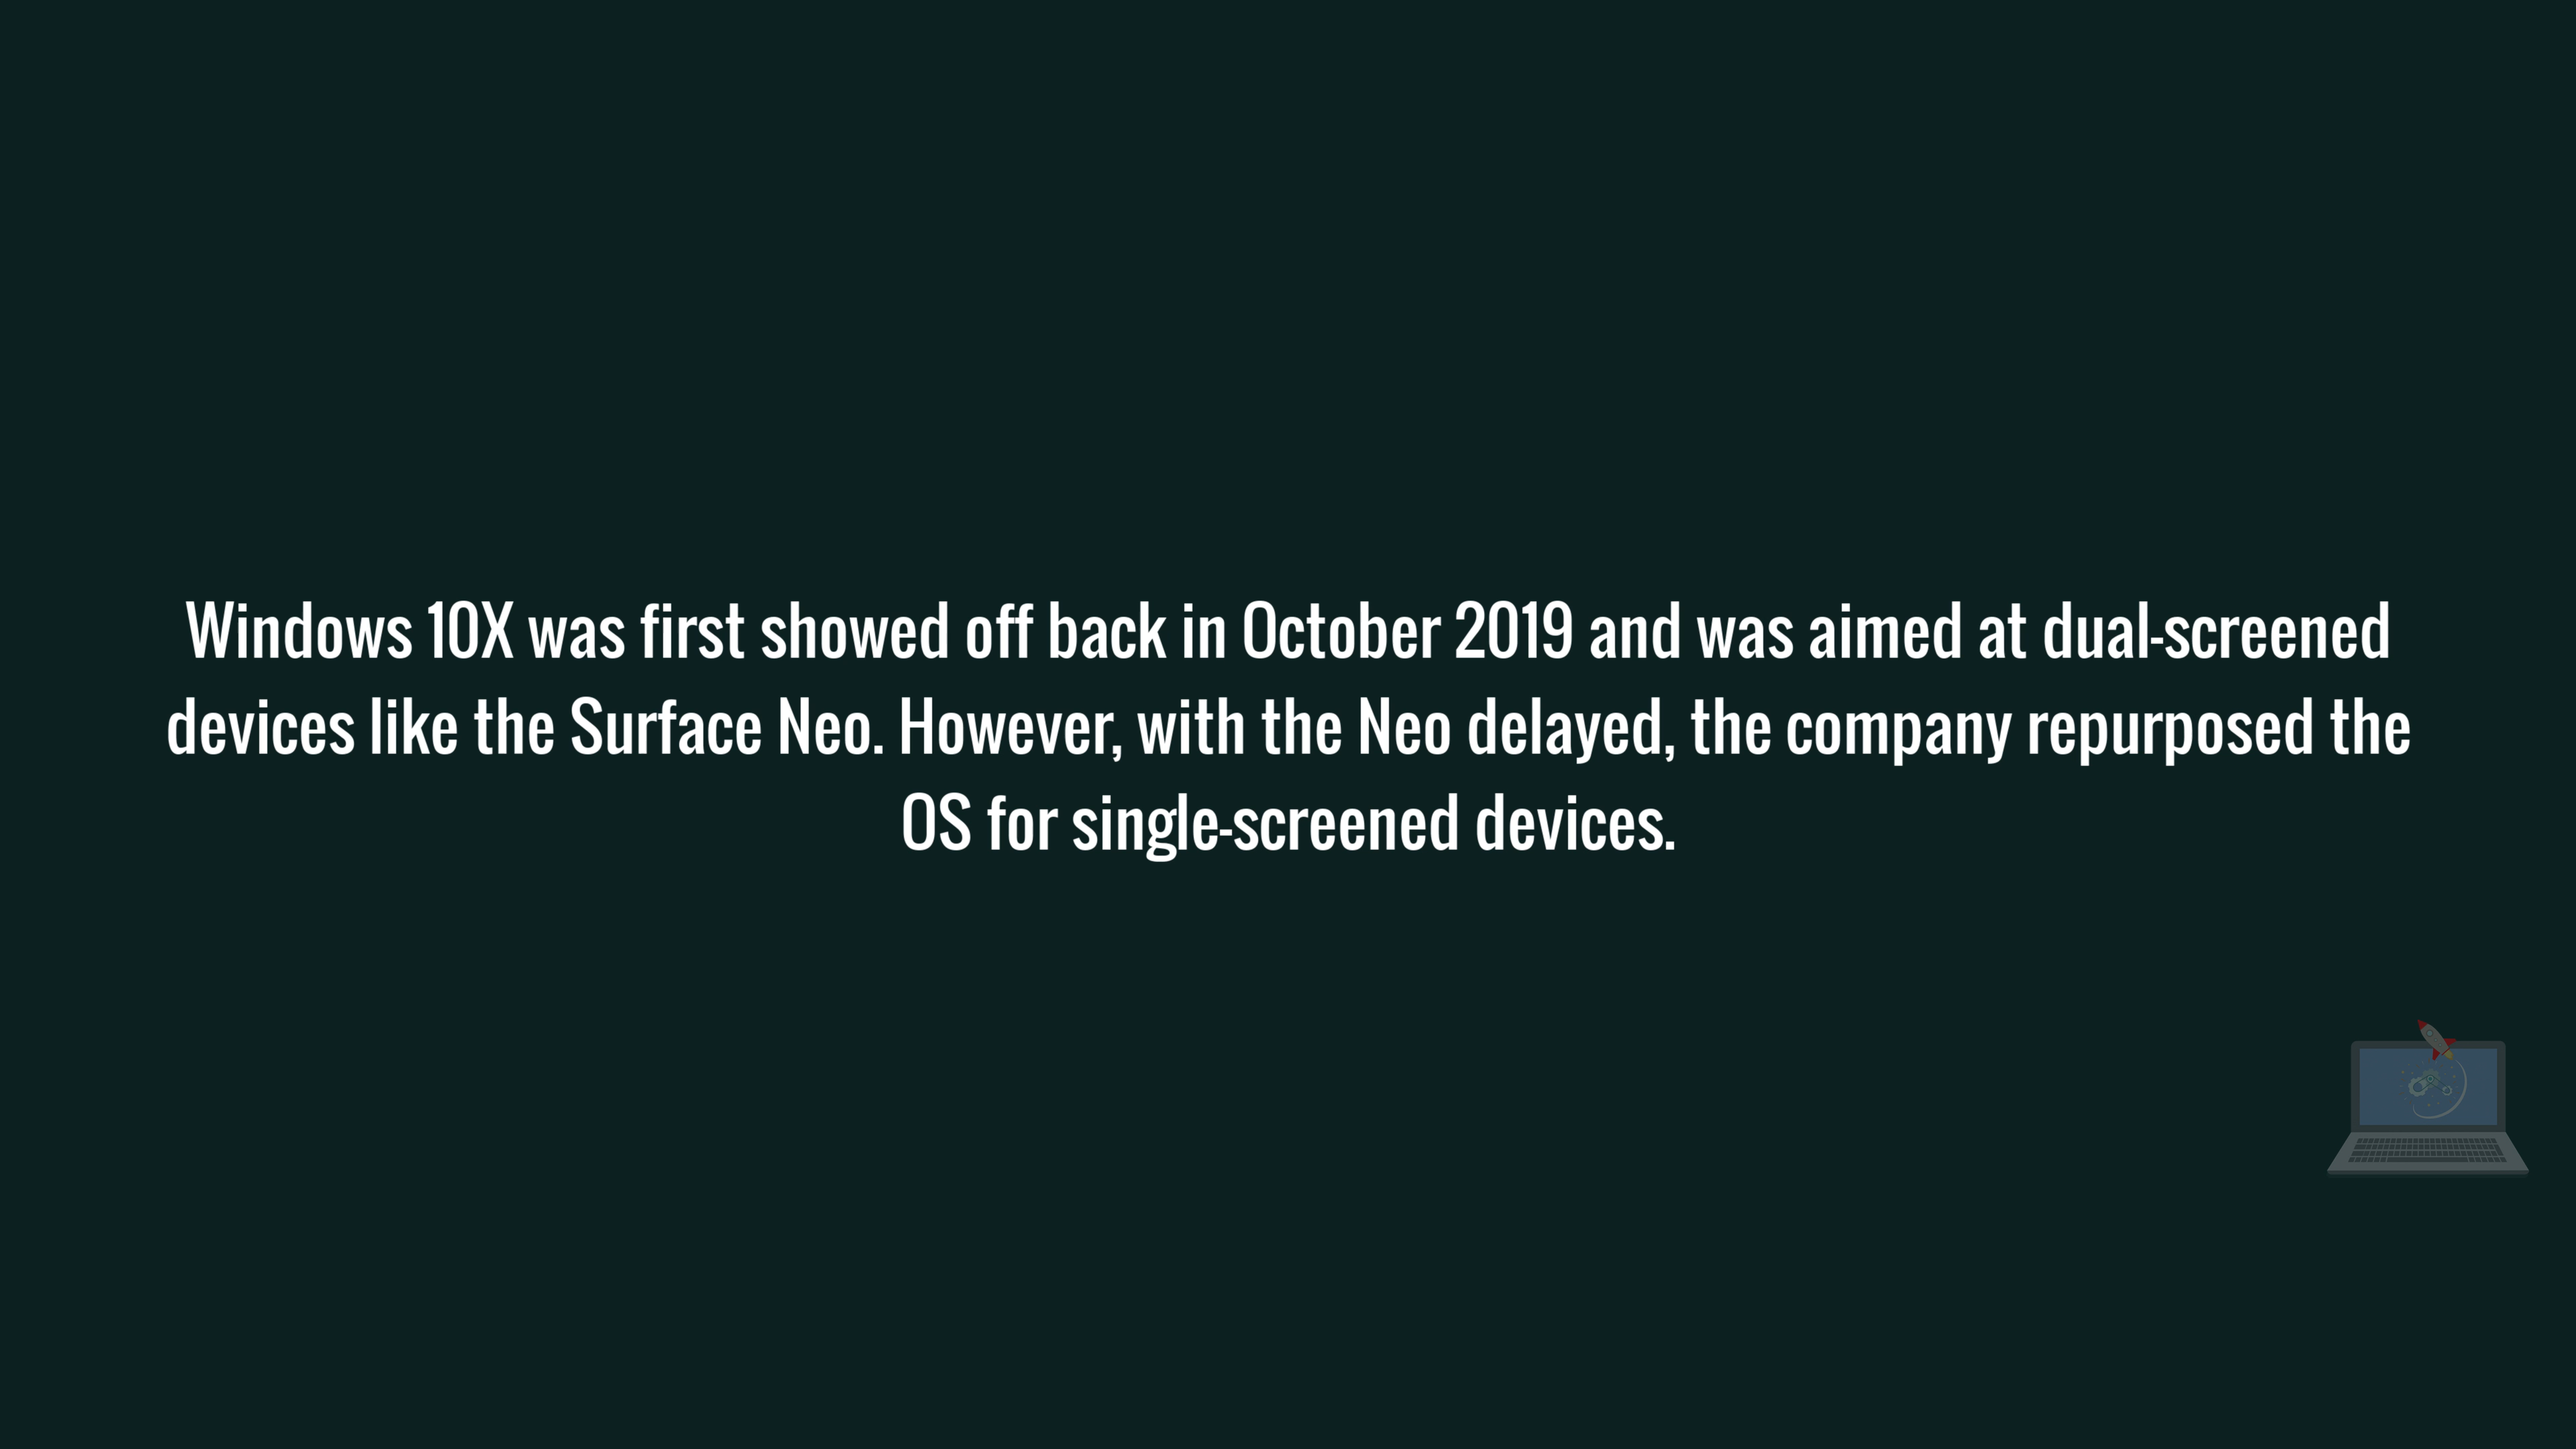 Windows 10X was first showed off back in October 2019 and was aimed at dual-screened
devices like the Surface Neo. However, with the Neo delayed, the company repurposed the
OS for single-screened devices.